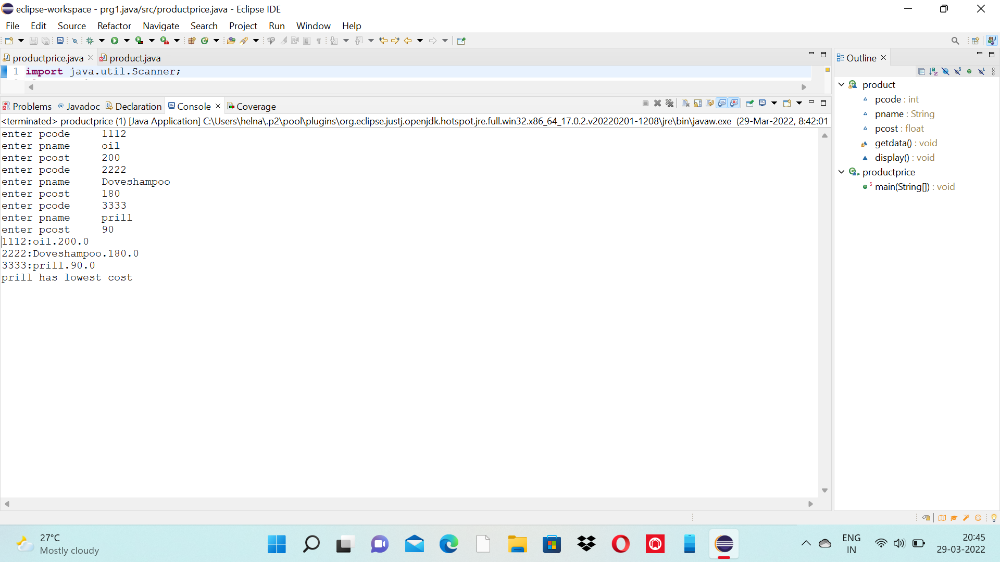 eclipse-workspace - prg1.java/src/productprice.java - Eclipse IDE
File Edit Source Refactor Navigate Search Project Run Window Help
productprice.java product.java
1 import java.util.Scanner;
Problems Javadoc Declaration Console Coverage
<terminated> productprice (1) [Java Application] C:\Users\helna\.p2\pool\plugins\org.eclipse.justj.openjdk.hotspot.jre.full.win32.x86_64_17.0.2.v20220201-1208\jre\bin\javaw.exe (29-Mar-2022, 8:42:01
enter pcode 1112
enter pname oil
enter pcost 200
enter pcode 2222
enter pname Doveshampoo
enter pcost 180
enter pcode 3333
enter pname prill
enter pcost 90
1112:oil.200.0
2222:Doveshampoo.180.0
3333:prill.90.0
prill has lowest cost
Outline
product
pcode : int
pname : String
pcost : float
getdata() : void
display() : void
productprice
main(String[]) : void
27°C
Mostly cloudy
ENG
IN
20:45
29-03-2022